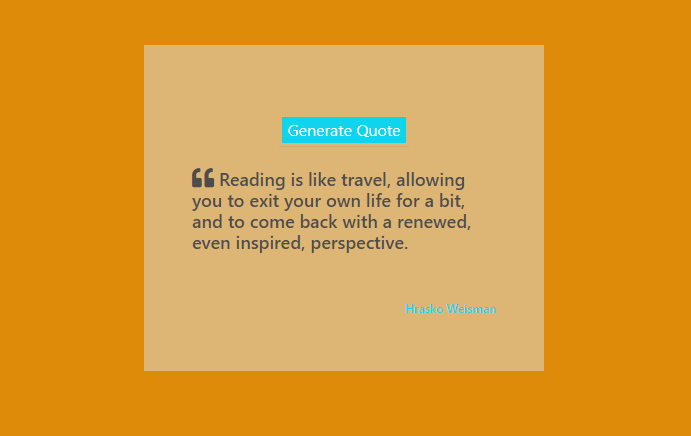 Generate Quote
Reading is like travel, allowing
you to exit your own life for a bit,
and to come back with a renewed,
even inspired, perspective.
Hrasko Weisman